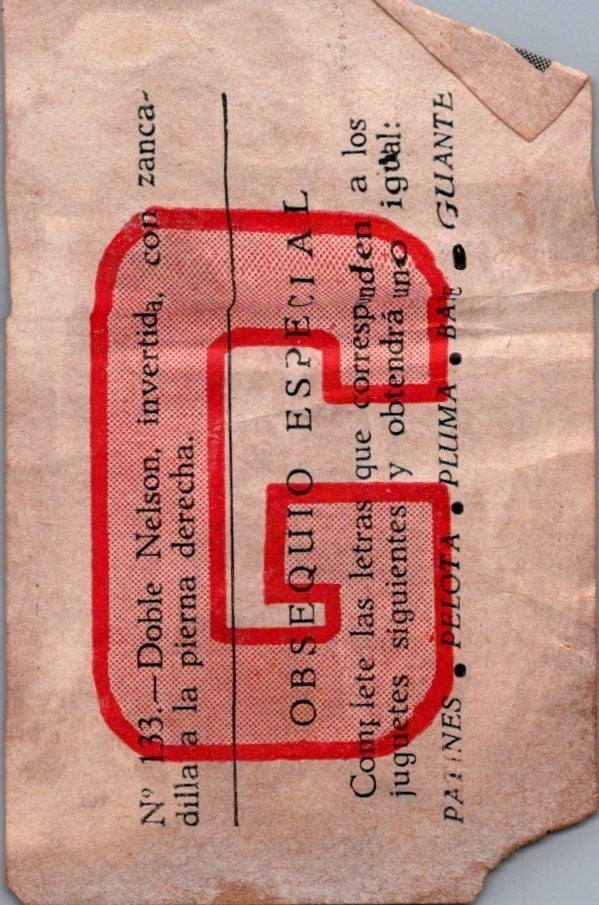 Nº 133.—Doble Nelson, invertida, con zanca-
dilla a la pierna derecha.
OBSEQUIO ESPECIAL
Complete las letras que corresponden a los
juguetes siguientes y obtendrá uno igual:
PATINES • PELOTA • PLUMA • BAT • GUANTE
G